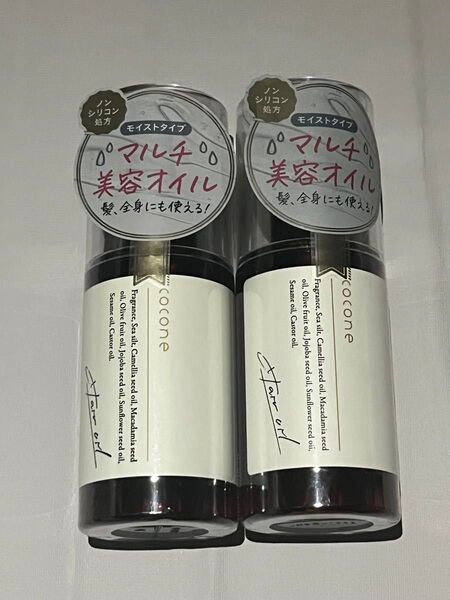 ノン
シリコン
処方
モイストタイプ
マルチ
美容オイル
髪、全身にも使える!
cocone
Fragrance, Sea silt, Camellia seed oil, Macadamia seed
oil, Olive fruit oil, Jojoba seed oil, Sunflower seed oil,
Sesame oil, Castor oil.
Hair oil
ノン
シリコン
処方
モイストタイプ
マルチ
美容オイル
髪、全身にも使える!
cocone
Fragrance, Sea silt, Camellia seed oil, Macadamia seed
oil, Olive fruit oil, Jojoba seed oil, Sunflower seed oil,
Sesame oil, Castor oil.
Hair oil